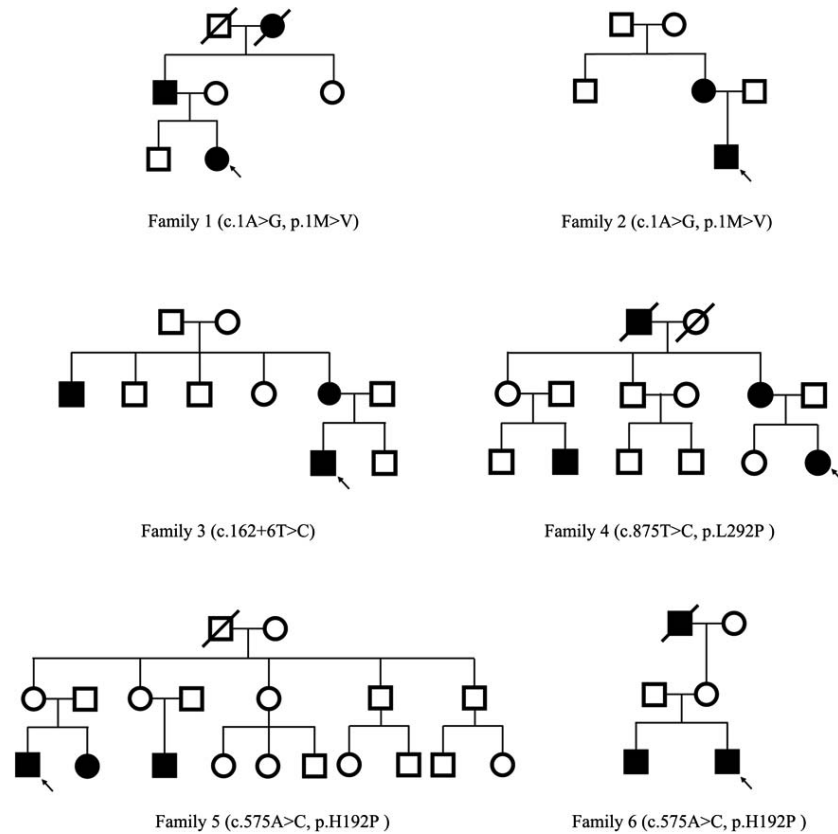 Family 1 (c.1A>G, p.1M>V)
Family 2 (c.1A>G, p.1M>V)
Family 3 (c.162+6T>C)
Family 4 (c.875T>C, p.L292P )
Family 5 (c.575A>C, p.H192P )
Family 6 (c.575A>C, p.H192P )